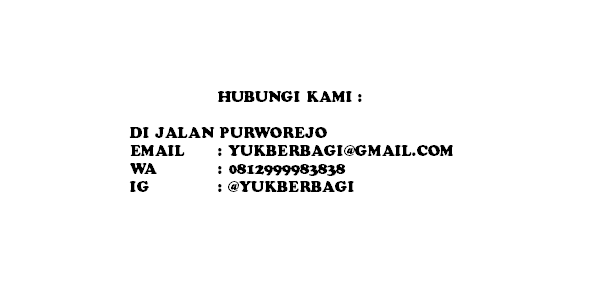 HUBUNGI KAMI :
DI JALAN PURWOREJO
EMAIL : YUKBERBAGI@GMAIL.COM
WA : 0812999983838
IG : @YUKBERBAGI